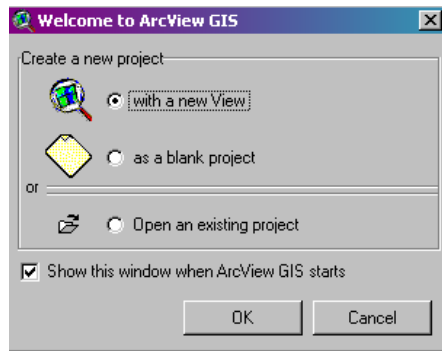 Welcome to ArcView GIS
Create a new project
with a new View
as a blank project
or
Open an existing project
Show this window when ArcView GIS starts
OK Cancel